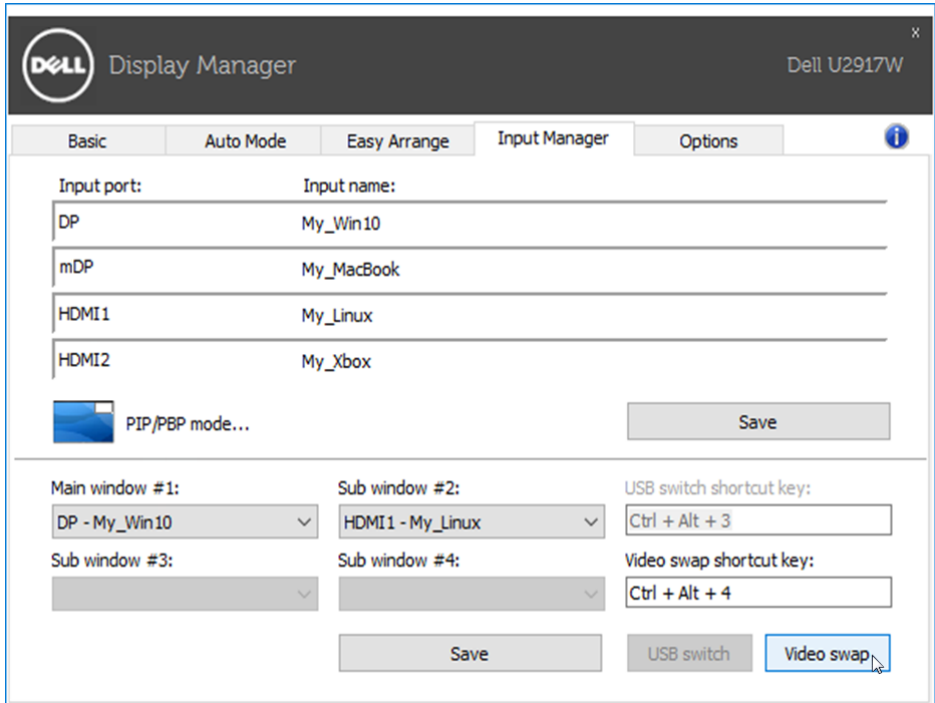 x
DELL Display Manager Dell U2917W
Basic Auto Mode Easy Arrange Input Manager Options i
Input port: Input name:
DP My_Win10
mDP My_MacBook
HDMI1 My_Linux
HDMI2 My_Xbox
PIP/PBP mode... Save
Main window #1: Sub window #2: USB switch shortcut key:
DP - My_Win10 HDMI1 - My_Linux Ctrl + Alt + 3
Sub window #3: Sub window #4: Video swap shortcut key:
Ctrl + Alt + 4
Save USB switch Video swap